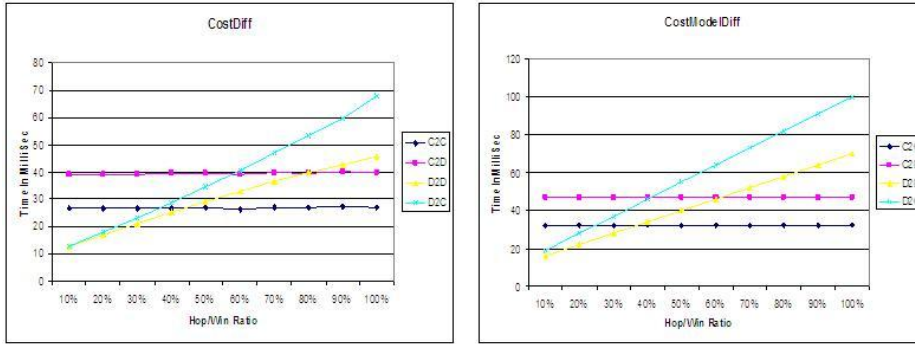 CostDiff
80
70
60
50
40
30
20
10
0
Time In MilliSec
10% 20% 30% 40% 50% 60% 70% 80% 90% 100%
Hop/Win Ratio
C2C
C2D
D2D
D2C
CostModelDiff
120
100
80
60
40
20
0
Time In MilliSec
10% 20% 30% 40% 50% 60% 70% 80% 90% 100%
Hop/Win Ratio